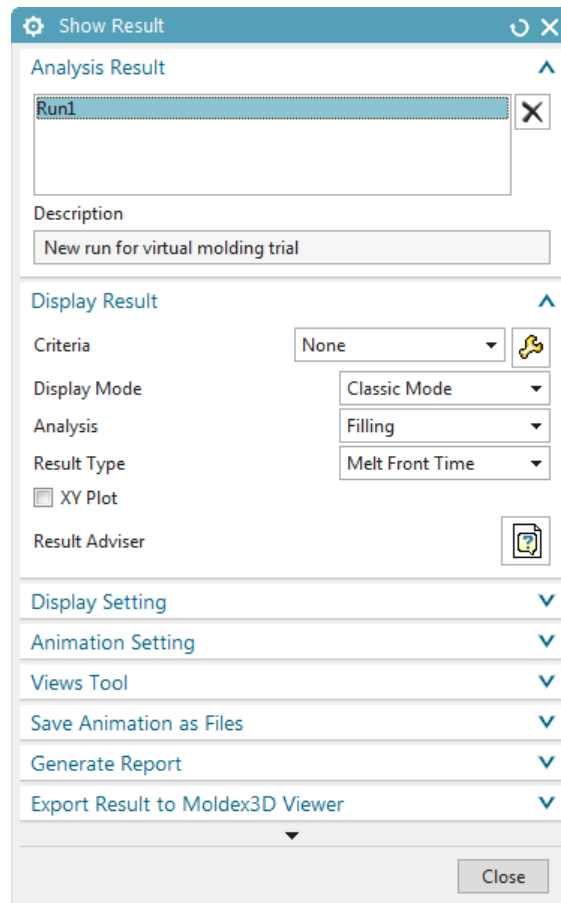 Show Result
Analysis Result
Run1
Description
New run for virtual molding trial
Display Result
Criteria None
Display Mode Classic Mode
Analysis Filling
Result Type Melt Front Time
XY Plot
Result Adviser
Display Setting
Animation Setting
Views Tool
Save Animation as Files
Generate Report
Export Result to Moldex3D Viewer
Close